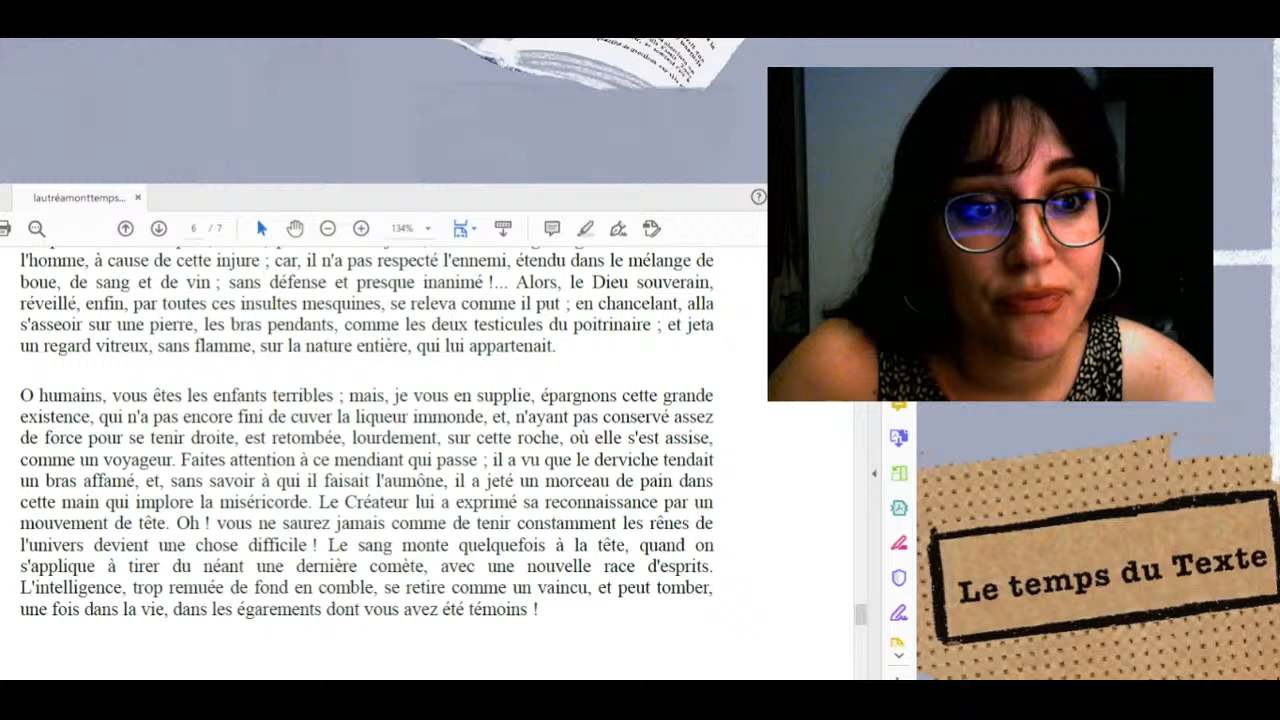 lautréamonttemps...
6 / 7
134%
l'homme, à cause de cette injure ; car, il n'a pas respecté l'ennemi, étendu dans le mélange de
boue, de sang et de vin ; sans défense et presque inanimé !... Alors, le Dieu souverain,
réveillé, enfin, par toutes ces insultes mesquines, se releva comme il put ; en chancelant, alla
s'asseoir sur une pierre, les bras pendants, comme les deux testicules du poitrinaire ; et jeta
un regard vitreux, sans flamme, sur la nature entière, qui lui appartenait.
O humains, vous êtes les enfants terribles ; mais, je vous en supplie, épargnons cette grande
existence, qui n'a pas encore fini de cuver la liqueur immonde, et, n'ayant pas conservé assez
de force pour se tenir droite, est retombée, lourdement, sur cette roche, où elle s'est assise,
comme un voyageur. Faites attention à ce mendiant qui passe ; il a vu que le derviche tendait
un bras affamé, et, sans savoir à qui il faisait l'aumône, il a jeté un morceau de pain dans
cette main qui implore la miséricorde. Le Créateur lui a exprimé sa reconnaissance par un
mouvement de tête. Oh ! vous ne saurez jamais comme de tenir constamment les rênes de
l'univers devient une chose difficile ! Le sang monte quelquefois à la tête, quand on
s'applique à tirer du néant une dernière comète, avec une nouvelle race d'esprits.
L'intelligence, trop remuée de fond en comble, se retire comme un vaincu, et peut tomber,
une fois dans la vie, dans les égarements dont vous avez été témoins !
Le temps du Texte